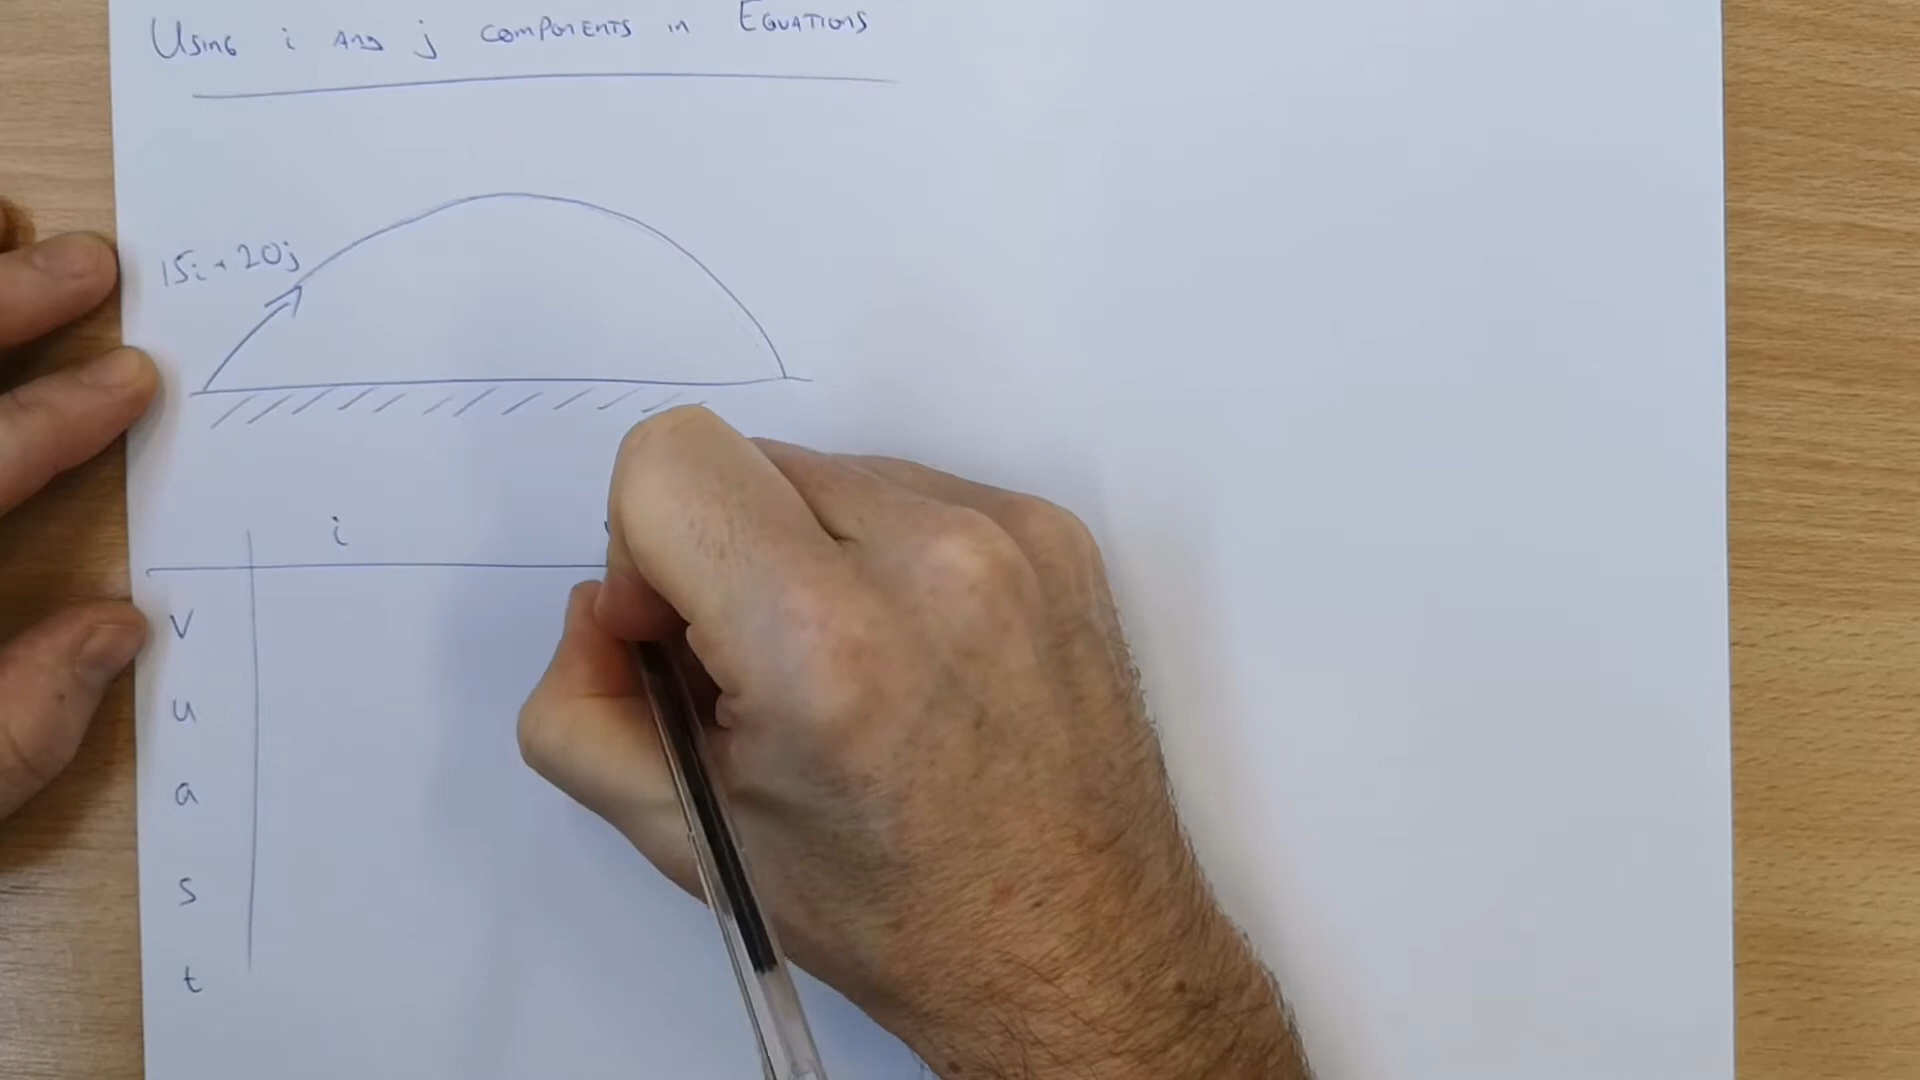 Using i and j components in Equations
15i + 20j
i
v
u
a
s
t